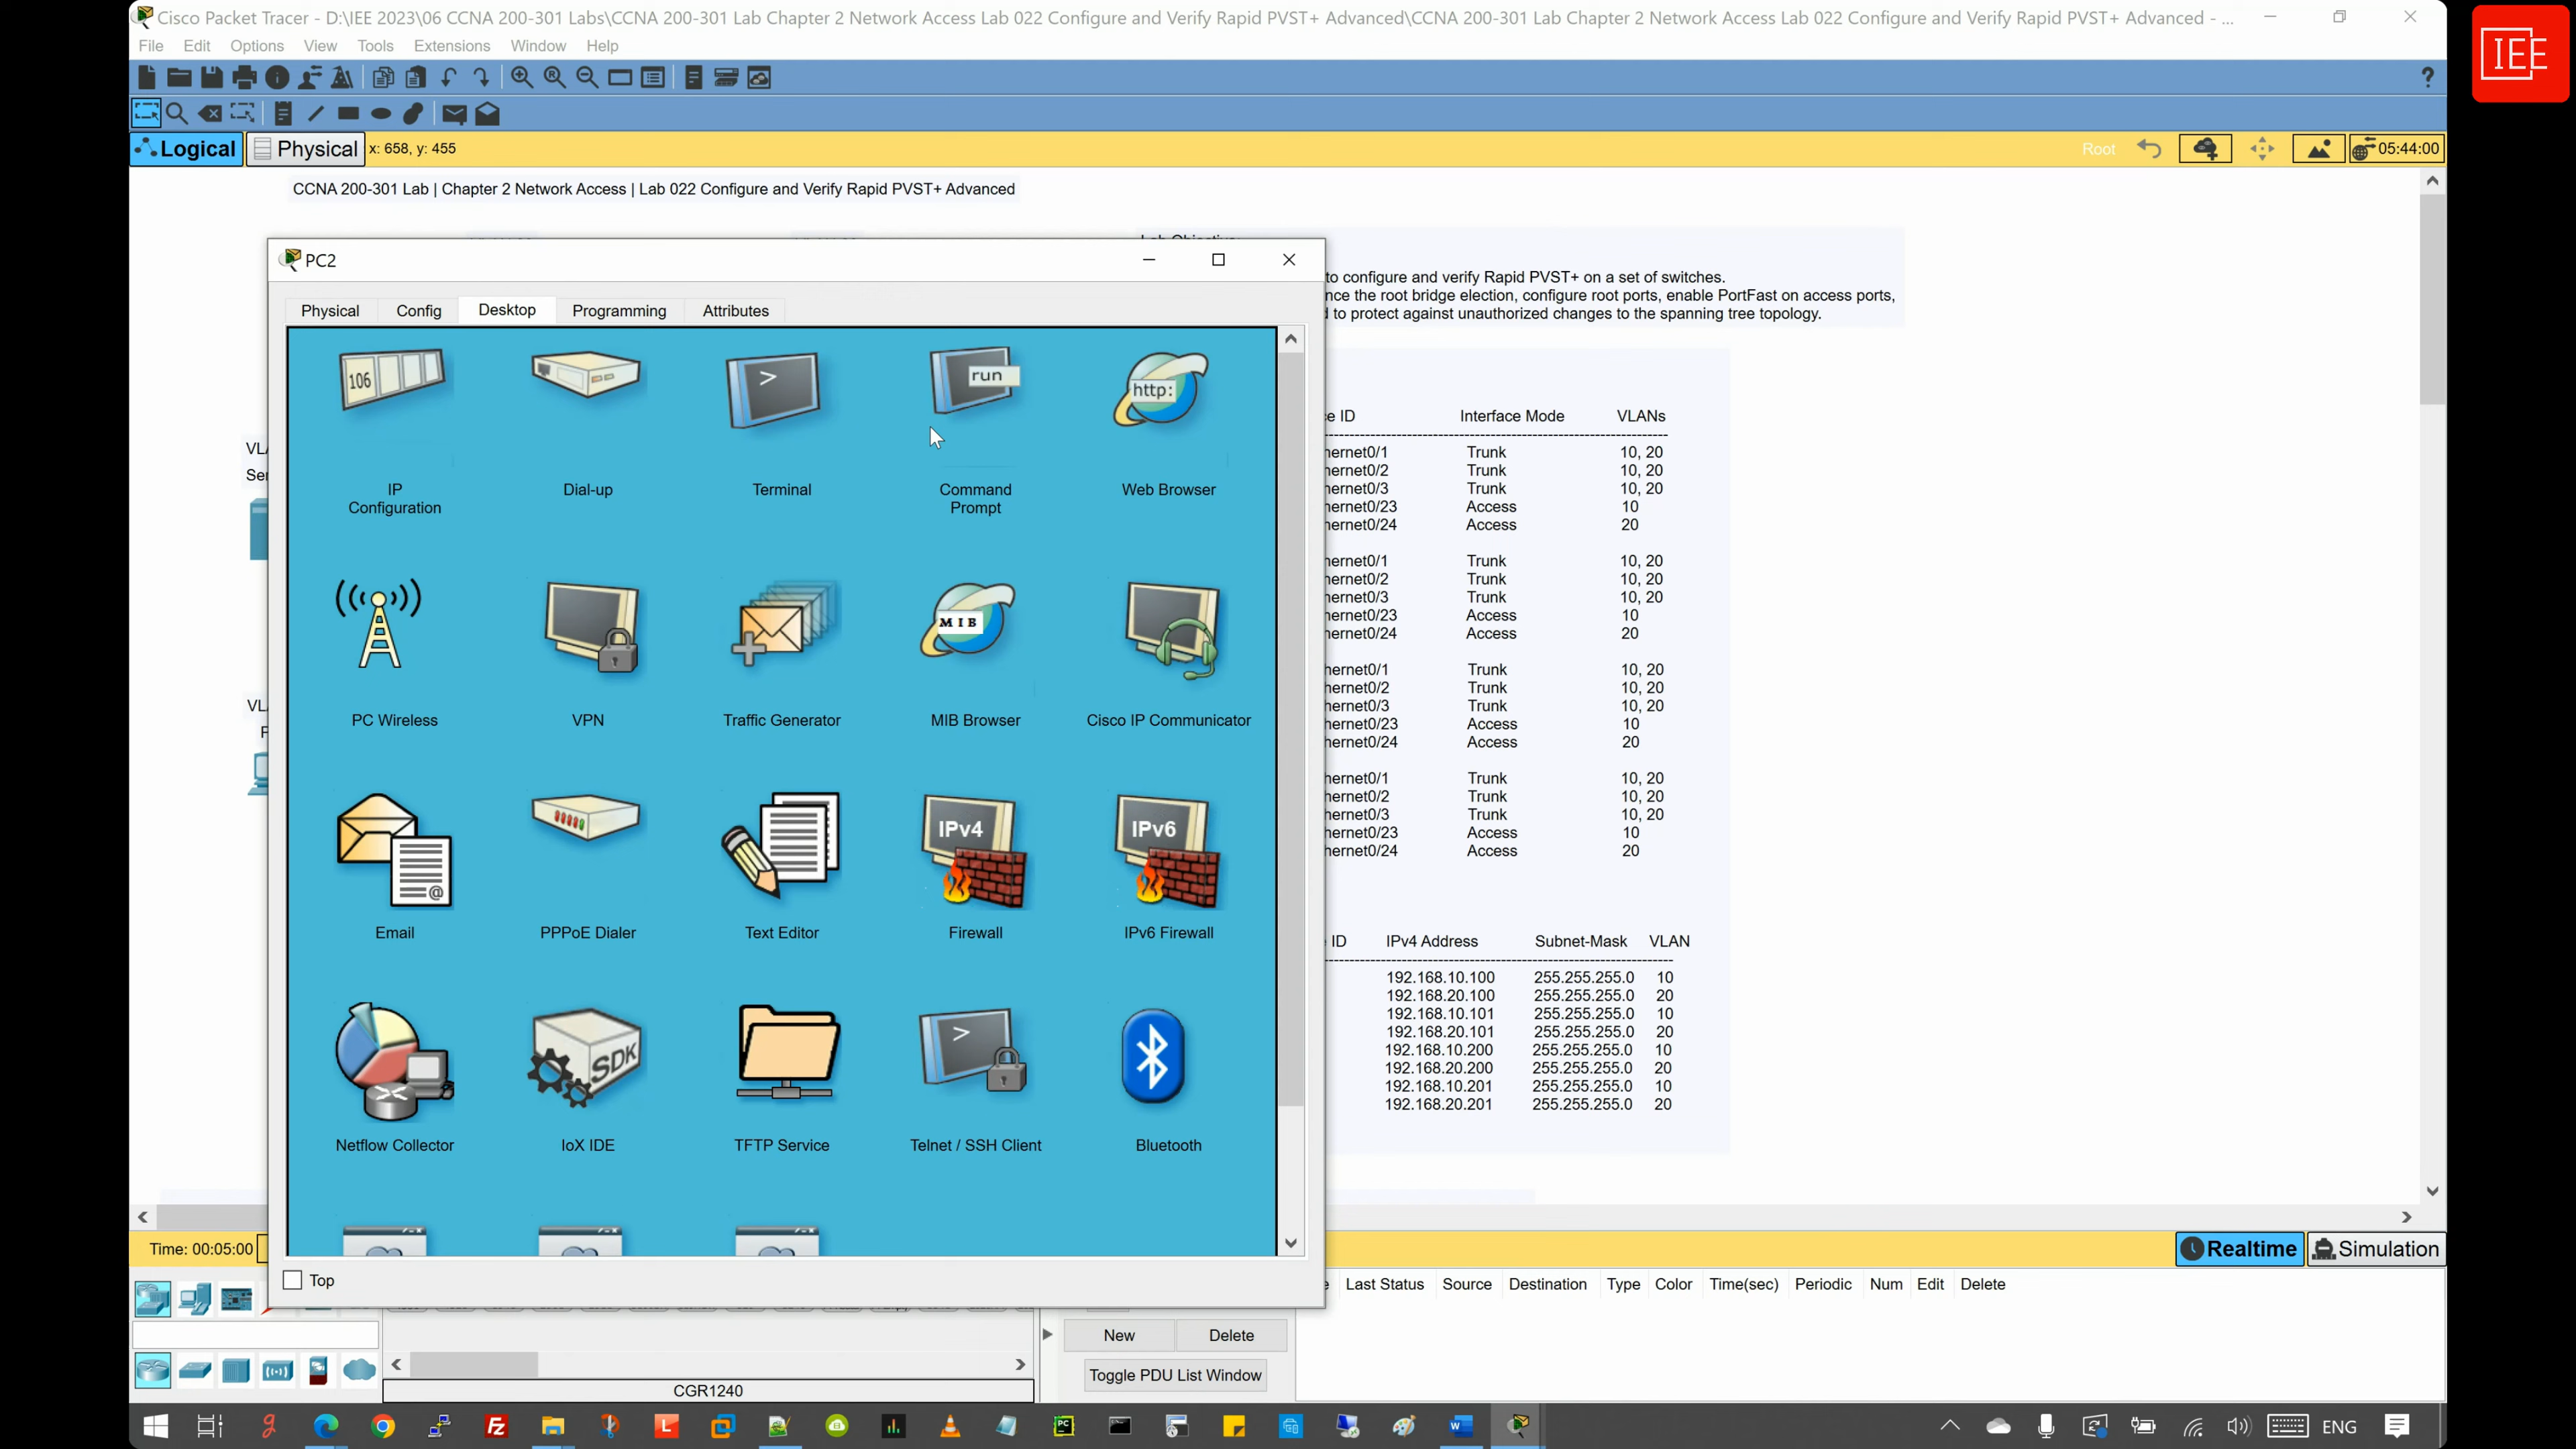 Cisco Packet Tracer - D:\IEE 2023\06 CCNA 200-301 Labs\CCNA 200-301 Lab Chapter 2 Network Access Lab 022 Configure and Verify Rapid PVST+ Advanced\CCNA 200-301 Lab Chapter 2 Network Access Lab 022 Configure and Verify Rapid PVST+ Advanced - ...
IEE
File Edit Options View Tools Extensions Window Help
?
Logical Physical x: 658, y: 455 Root 05:44:00
CCNA 200-301 Lab | Chapter 2 Network Access | Lab 022 Configure and Verify Rapid PVST+ Advanced
PC2
Physical Config Desktop Programming Attributes
to configure and verify Rapid PVST+ on a set of switches.
nce the root bridge election, configure root ports, enable PortFast on access ports,
to protect against unauthorized changes to the spanning tree topology.
106
>
run
http:
IP Configuration
Dial-up
Terminal
Command Prompt
Web Browser
MIB
PC Wireless
VPN
Traffic Generator
MIB Browser
Cisco IP Communicator
@
IPv4
IPv6
Email
PPPoE Dialer
Text Editor
Firewall
IPv6 Firewall
SDK
>
Netflow Collector
IoX IDE
TFTP Service
Telnet / SSH Client
Bluetooth
Top
VLA
Ser
VL
ce ID Interface Mode VLANs
hernet0/1 Trunk 10, 20
hernet0/2 Trunk 10, 20
hernet0/3 Trunk 10, 20
hernet0/23 Access 10
hernet0/24 Access 20
hernet0/1 Trunk 10, 20
hernet0/2 Trunk 10, 20
hernet0/3 Trunk 10, 20
hernet0/23 Access 10
hernet0/24 Access 20
hernet0/1 Trunk 10, 20
hernet0/2 Trunk 10, 20
hernet0/3 Trunk 10, 20
hernet0/23 Access 10
hernet0/24 Access 20
hernet0/1 Trunk 10, 20
hernet0/2 Trunk 10, 20
hernet0/3 Trunk 10, 20
hernet0/23 Access 10
hernet0/24 Access 20
ID IPv4 Address Subnet-Mask VLAN
192.168.10.100 255.255.255.0 10
192.168.20.100 255.255.255.0 20
192.168.10.101 255.255.255.0 10
192.168.20.101 255.255.255.0 20
192.168.10.200 255.255.255.0 10
192.168.20.200 255.255.255.0 20
192.168.10.201 255.255.255.0 10
192.168.20.201 255.255.255.0 20
Time: 00:05:00 Realtime Simulation
Last Status Source Destination Type Color Time(sec) Periodic Num Edit Delete
New Delete
Toggle PDU List Window
CGR1240
ENG